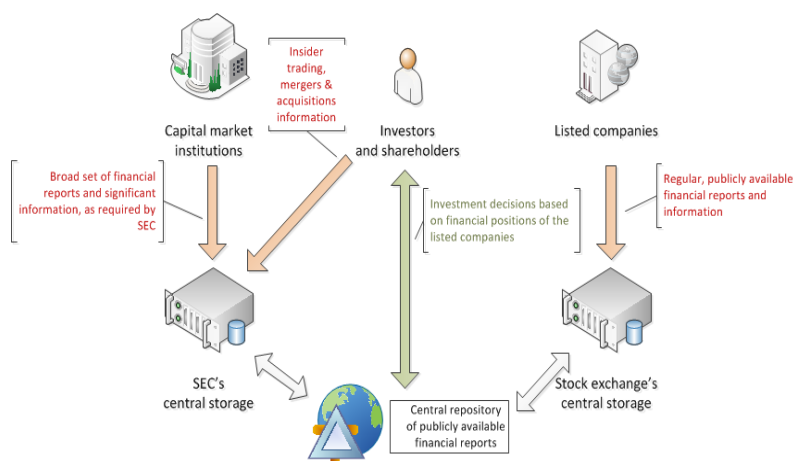 Insider
trading,
mergers &
acquisitions
information
Capital market
institutions
Investors
and shareholders
Listed companies
Broad set of financial
reports and significant
information, as required by
SEC
Investment decisions based
on financial positions of the
listed companies
Regular, publicly available
financial reports and
information
SEC's
central storage
Central repository
of publicly available
financial reports
Stock exchange's
central storage